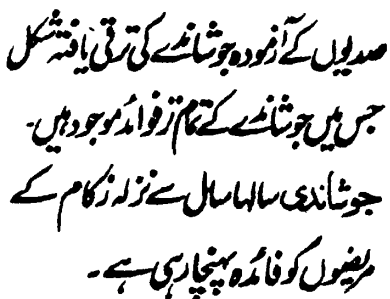 صدیوں کے آزمودہ جوشاندے کی ترقی یافتہ شکل
جس میں جوشاندے کے تمام تر فوائد موجود ہیں۔
جوشاندی سالہا سال سے نزلہ زکام کے
مریضوں کو فائدہ پہنچا رہی ہے۔